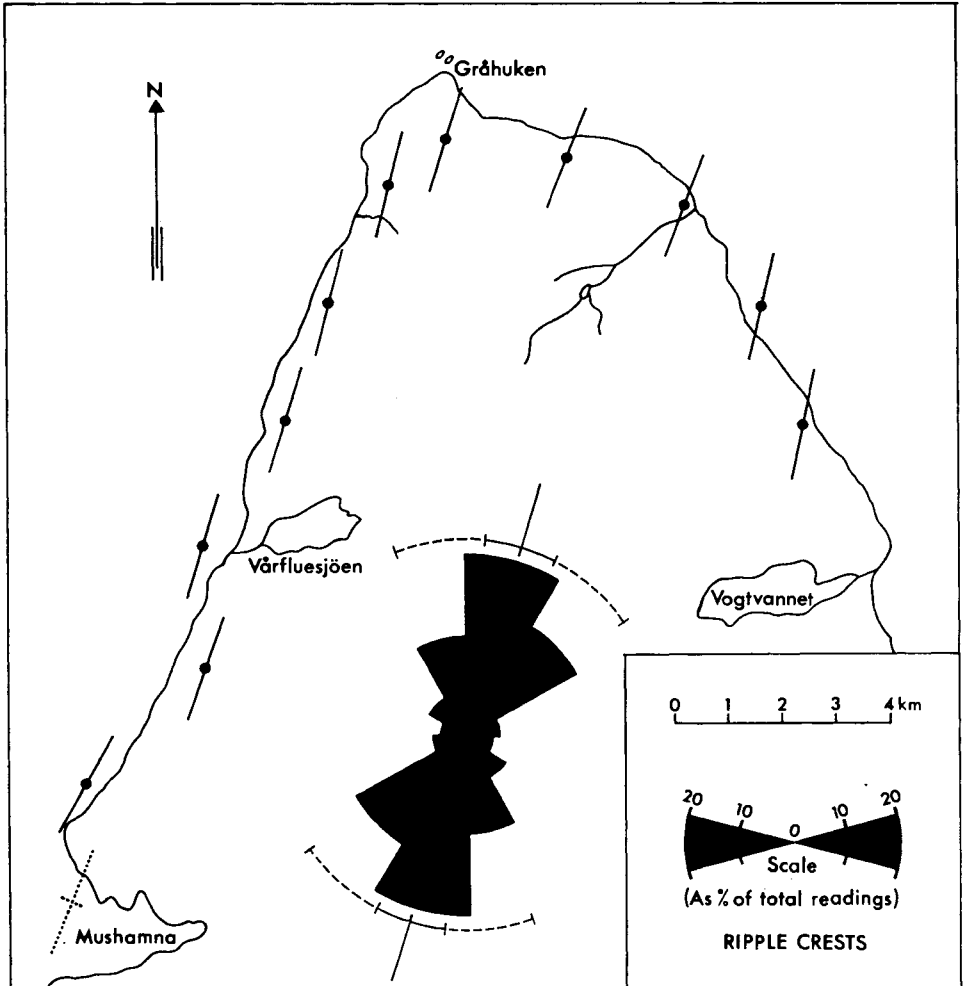 Gråhuken
N
Vårfluesjöen
Vogtvannet
Mushamna
0 1 2 3 4 km
20 10 0 10 20
Scale
(As % of total readings)
RIPPLE CRESTS